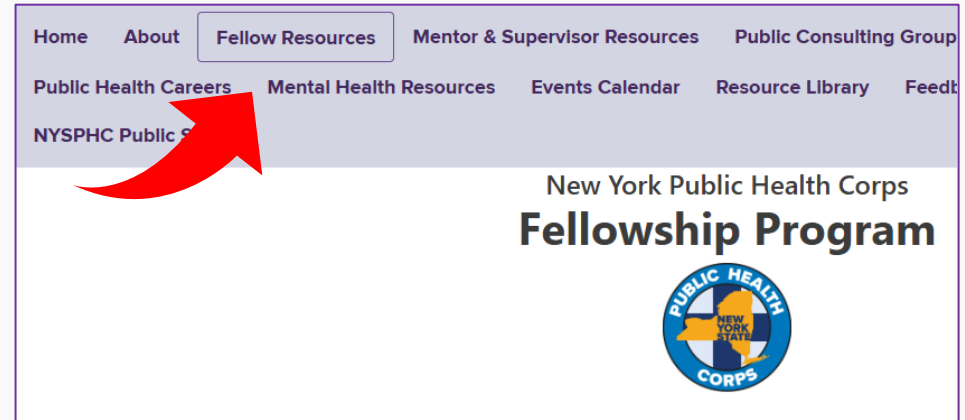 Home About Fellow Resources Mentor & Supervisor Resources Public Consulting Group
Public Health Careers Mental Health Resources Events Calendar Resource Library
NYSPHC Public
New York Public Health Corps
Fellowship Program
PUBLIC HEALTH
NEW
YORK
STATE
CORPS